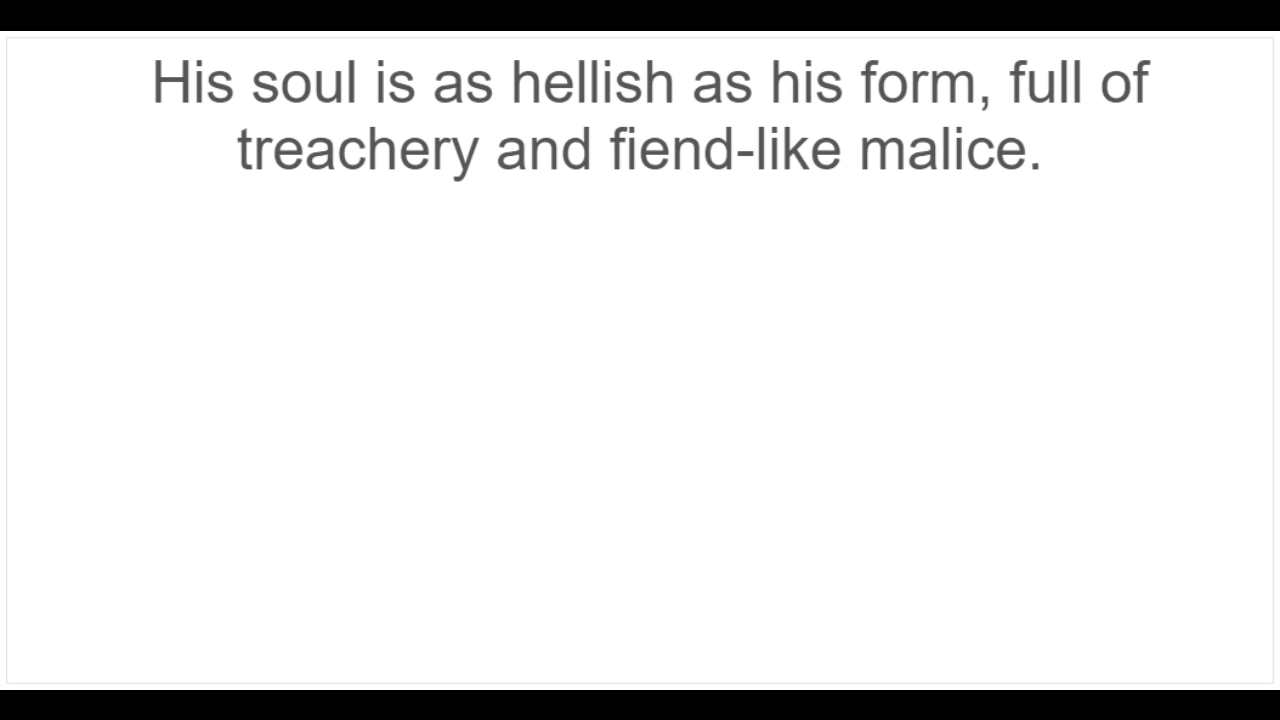 His soul is as hellish as his form, full of
treachery and fiend-like malice.